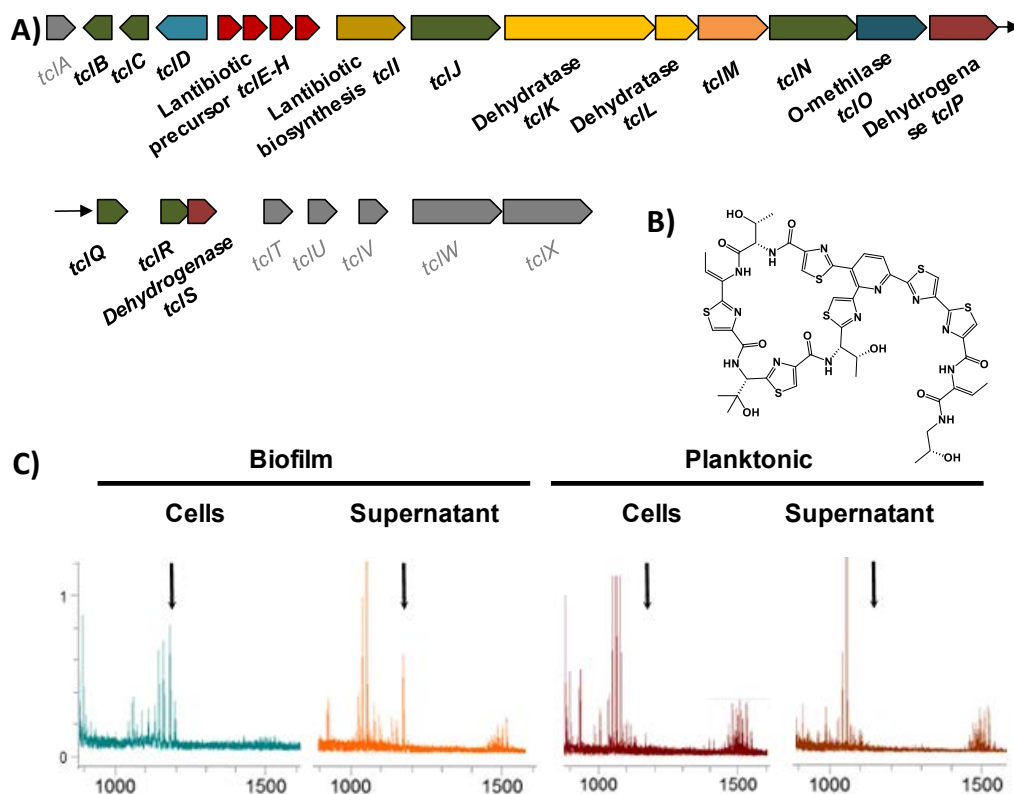 A)
tclA
tclB
tclC
tclD
Lantibiotic
precursor tclE-H
Lantibiotic
biosynthesis tclI
tclJ
Dehydratase
tclK
Dehydratase
tclL
tclM
tclN
O-methilase
tclO
Dehydrogena
se tclP
tclQ
tclR
Dehydrogenase
tclS
tclT
tclU
tclV
tclW
tclX
B)
HO
O
O
N
N
H
S
NH
O
N
S
N
S
N
S
N
S
N
S
N
O
HN
O
N
S
O
N
H
OH
OH
O
NH
O
NH
OH
C)
Biofilm
Planktonic
Cells
Supernatant
Cells
Supernatant
1
0
1000
1500
1000
1500
1000
1500
1000
1500